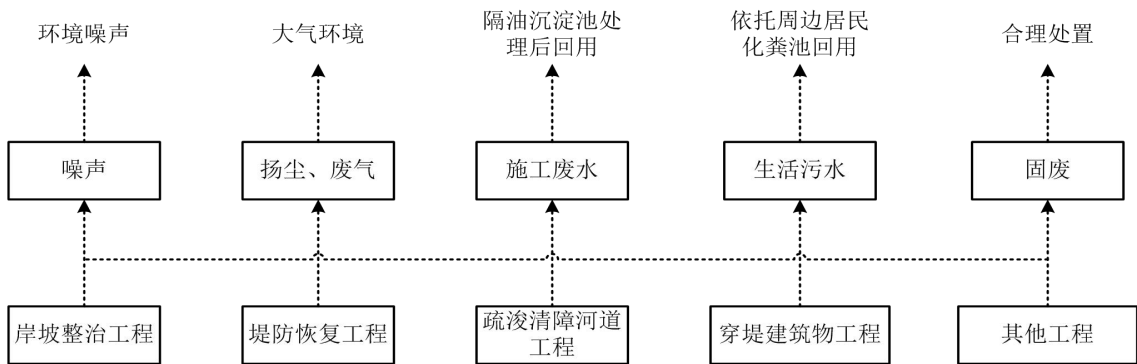 环境噪声
大气环境
隔油沉淀池处
理后回用
依托周边居民
化粪池回用
合理处置
噪声
扬尘、废气
施工废水
生活污水
固废
岸坡整治工程
堤防恢复工程
疏浚清障河道
工程
穿堤建筑物工程
其他工程